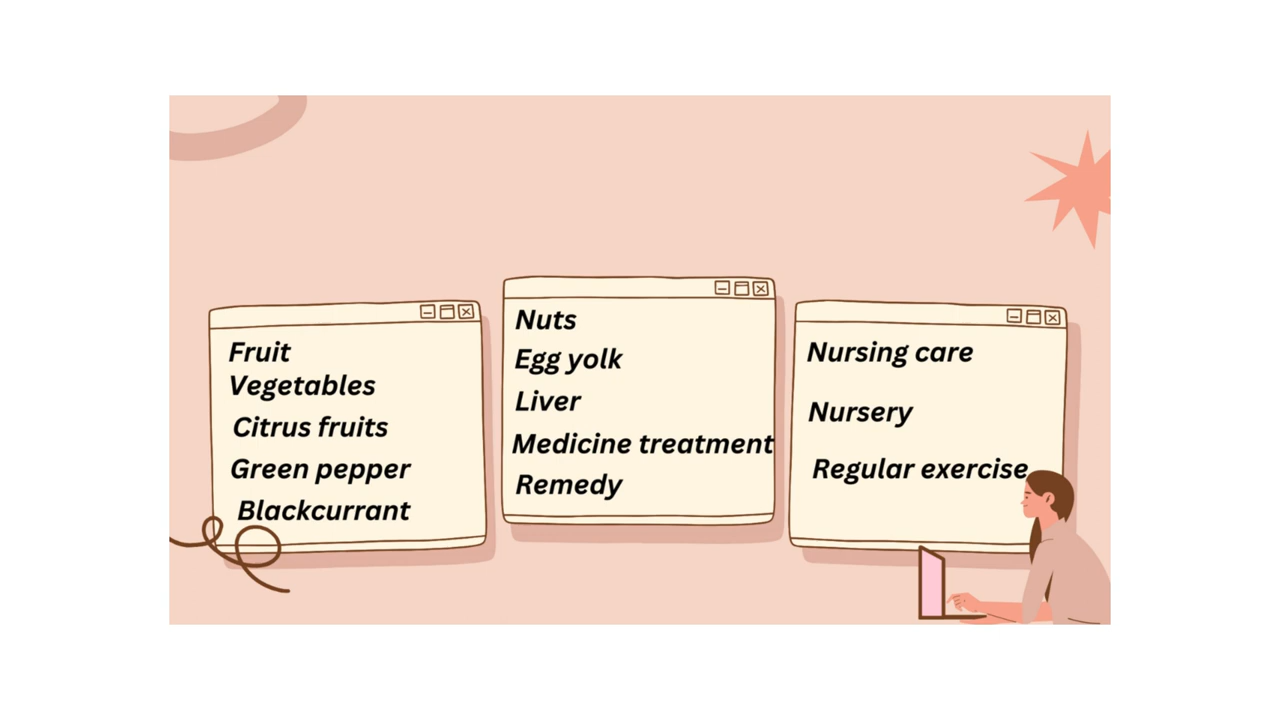 Fruit
Vegetables
Citrus fruits
Green pepper
Blackcurrant
Nuts
Egg yolk
Liver
Medicine treatment
Remedy
Nursing care
Nursery
Regular exercise